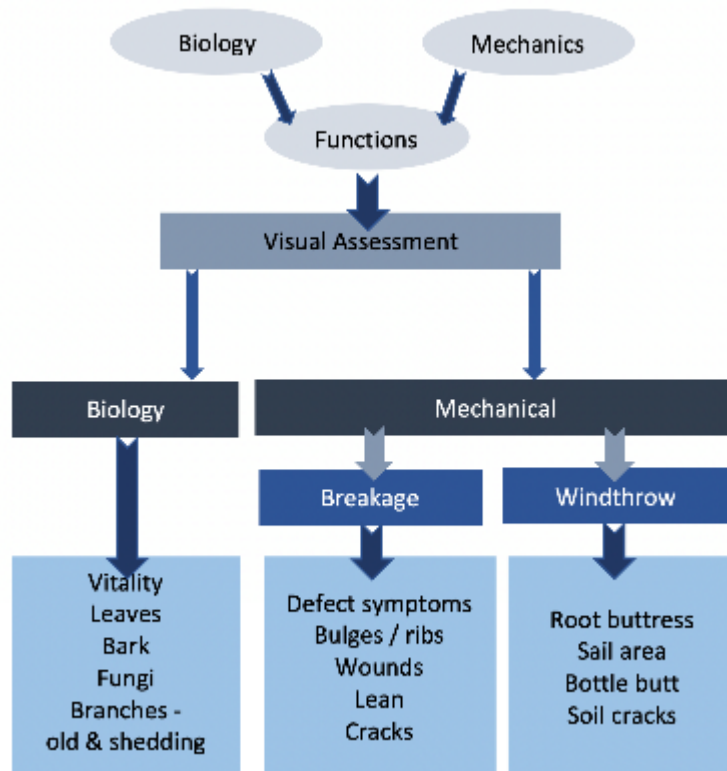 Biology
Mechanics
Functions
Visual Assessment
Biology
Mechanical
Breakage
Windthrow
Vitality
Leaves
Bark
Fungi
Branches -
old & shedding
Defect symptoms
Bulges / ribs
Wounds
Lean
Cracks
Root buttress
Sail area
Bottle butt
Soil cracks